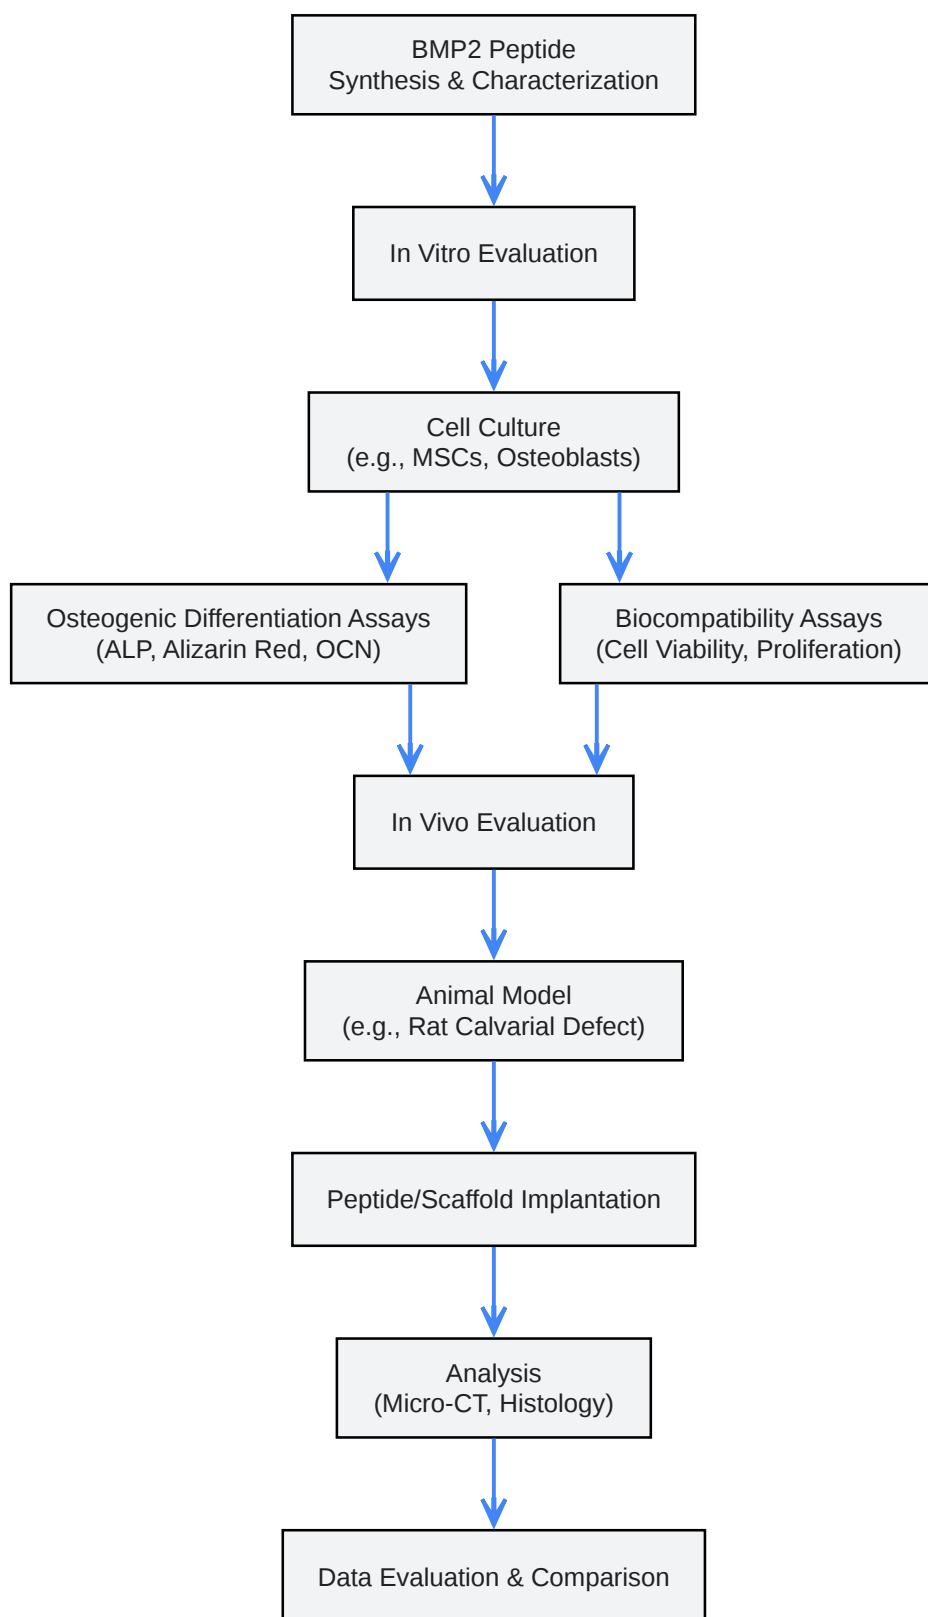 BMP2 Peptide
Synthesis & Characterization
In Vitro Evaluation
Cell Culture
(e.g., MSCs, Osteoblasts)
Osteogenic Differentiation Assays
(ALP, Alizarin Red, OCN)
Biocompatibility Assays
(Cell Viability, Proliferation)
In Vivo Evaluation
Animal Model
(e.g., Rat Calvarial Defect)
Peptide/Scaffold Implantation
Analysis
(Micro-CT, Histology)
Data Evaluation & Comparison